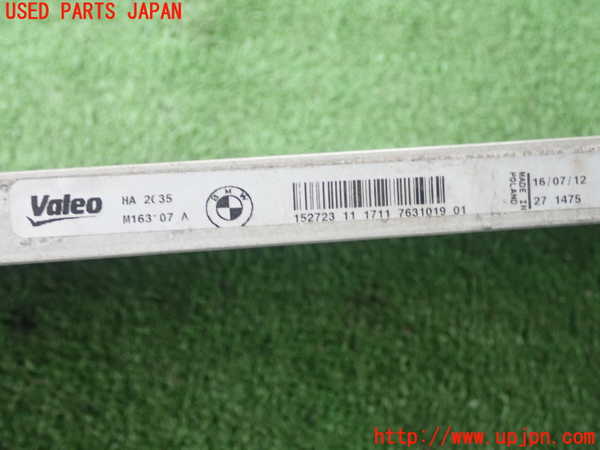 USED PARTS JAPAN
Valeo
HA
M163
07 A
BMW
152723 11 1711 7631019 01
MADE IN
POLAND
16/07/12
27 1475
http://www.upjpn.com/